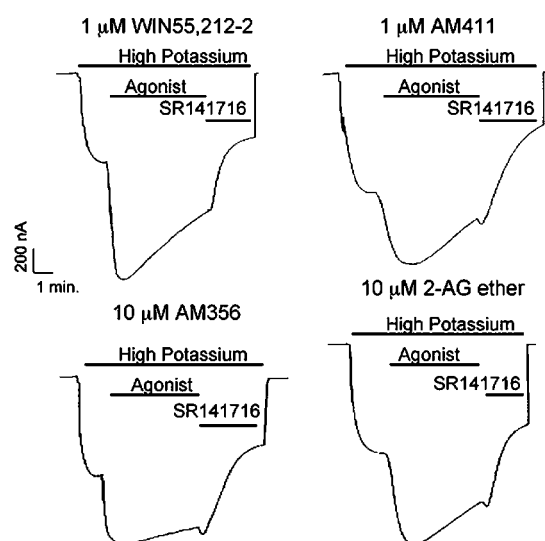 1 μM WIN55,212-2
High Potassium
Agonist
SR141716
1 μM AM411
High Potassium
Agonist
SR141716
200 nA
1 min.
10 μM AM356
High Potassium
Agonist
SR141716
10 μM 2-AG ether
High Potassium
Agonist
SR141716